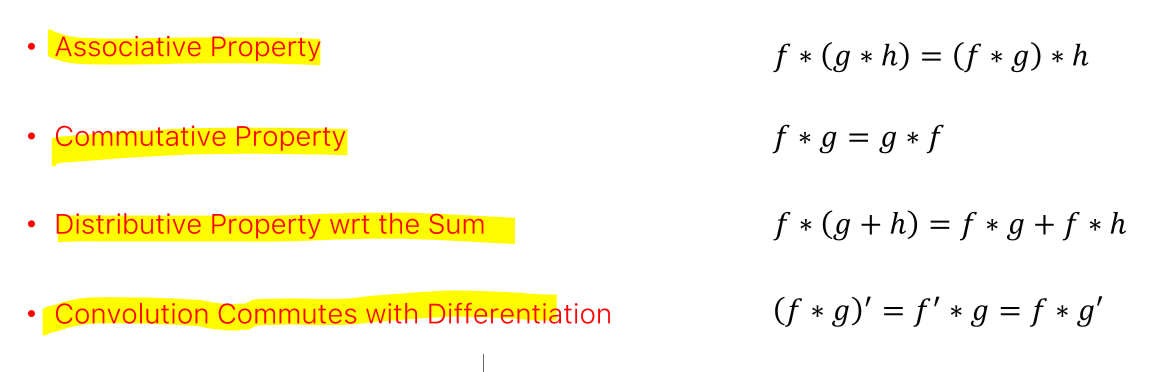 • Associative Property 𝑓 ∗ (𝑔 ∗ ℎ) = (𝑓 ∗ 𝑔) ∗ ℎ
• Commutative Property 𝑓 ∗ 𝑔 = 𝑔 ∗ 𝑓
• Distributive Property wrt the Sum 𝑓 ∗ (𝑔 + ℎ) = 𝑓 ∗ 𝑔 + 𝑓 ∗ ℎ
• Convolution Commutes with Differentiation (𝑓 ∗ 𝑔)′ = 𝑓′ ∗ 𝑔 = 𝑓 ∗ 𝑔′